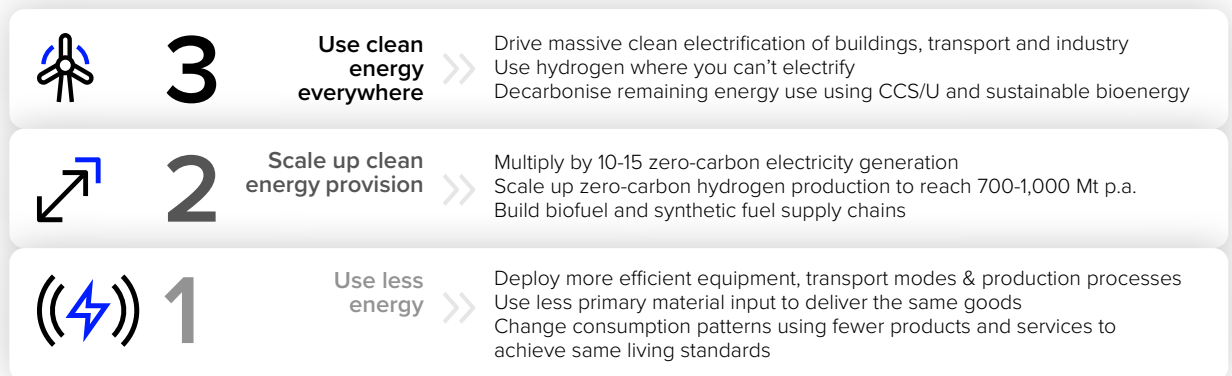 3
Use clean
energy
everywhere
Drive massive clean electrification of buildings, transport and industry
Use hydrogen where you can't electrify
Decarbonise remaining energy use using CCS/U and sustainable bioenergy
2
Scale up clean
energy provision
Multiply by 10-15 zero-carbon electricity generation
Scale up zero-carbon hydrogen production to reach 700-1,000 Mt p.a.
Build biofuel and synthetic fuel supply chains
1
Use less
energy
Deploy more efficient equipment, transport modes & production processes
Use less primary material input to deliver the same goods
Change consumption patterns using fewer products and services to
achieve same living standards